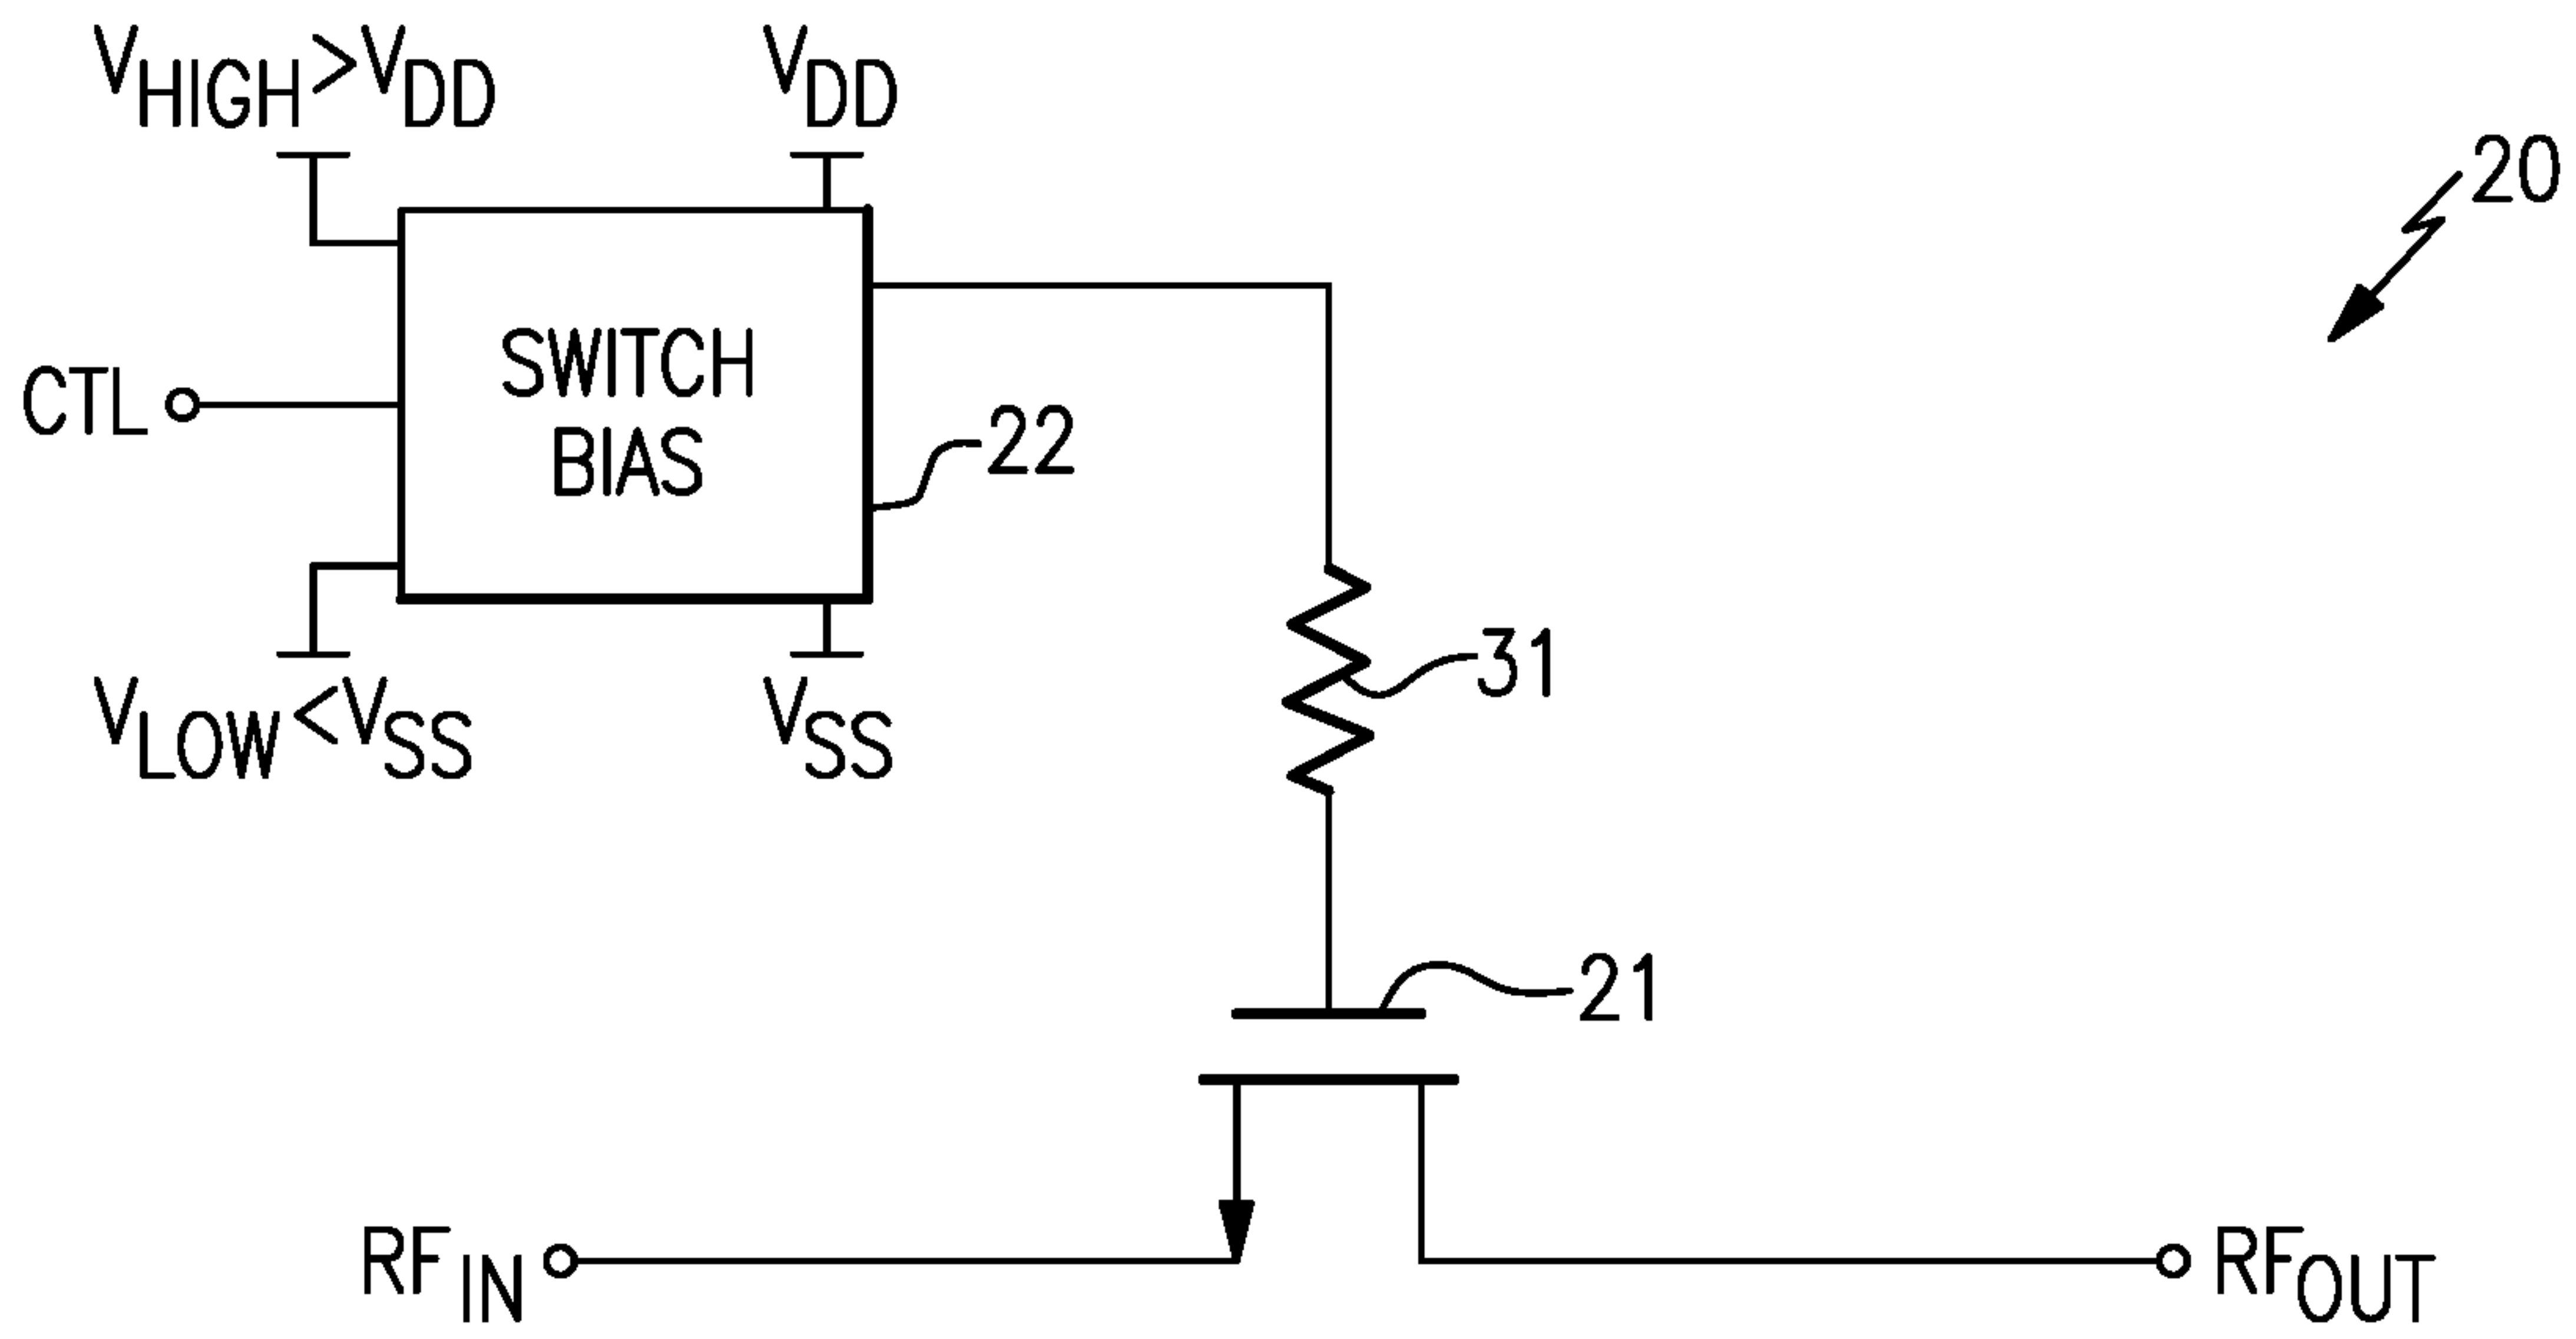 VHIGH>VDD
VDD
20
CTL
SWITCH
BIAS
22
VLOW<VSS
VSS
31
21
RFIN
RFOUT